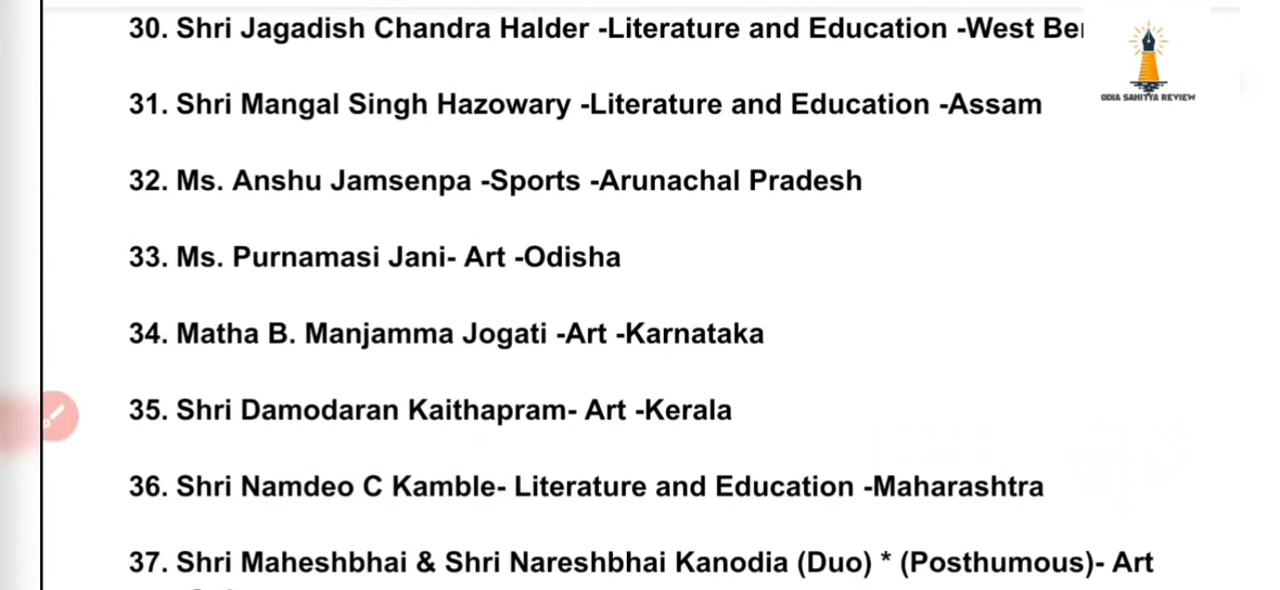 30. Shri Jagadish Chandra Halder -Literature and Education -West
ODIA SAHITYA REVIEW
31. Shri Mangal Singh Hazowary -Literature and Education -Assam
32. Ms. Anshu Jamsenpa -Sports -Arunachal Pradesh
33. Ms. Purnamasi Jani- Art -Odisha
34. Matha B. Manjamma Jogati -Art -Karnataka
35. Shri Damodaran Kaithapram- Art -Kerala
36. Shri Namdeo C Kamble- Literature and Education -Maharashtra
37. Shri Maheshbhai & Shri Nareshbhai Kanodia (Duo) * (Posthumous)- Art